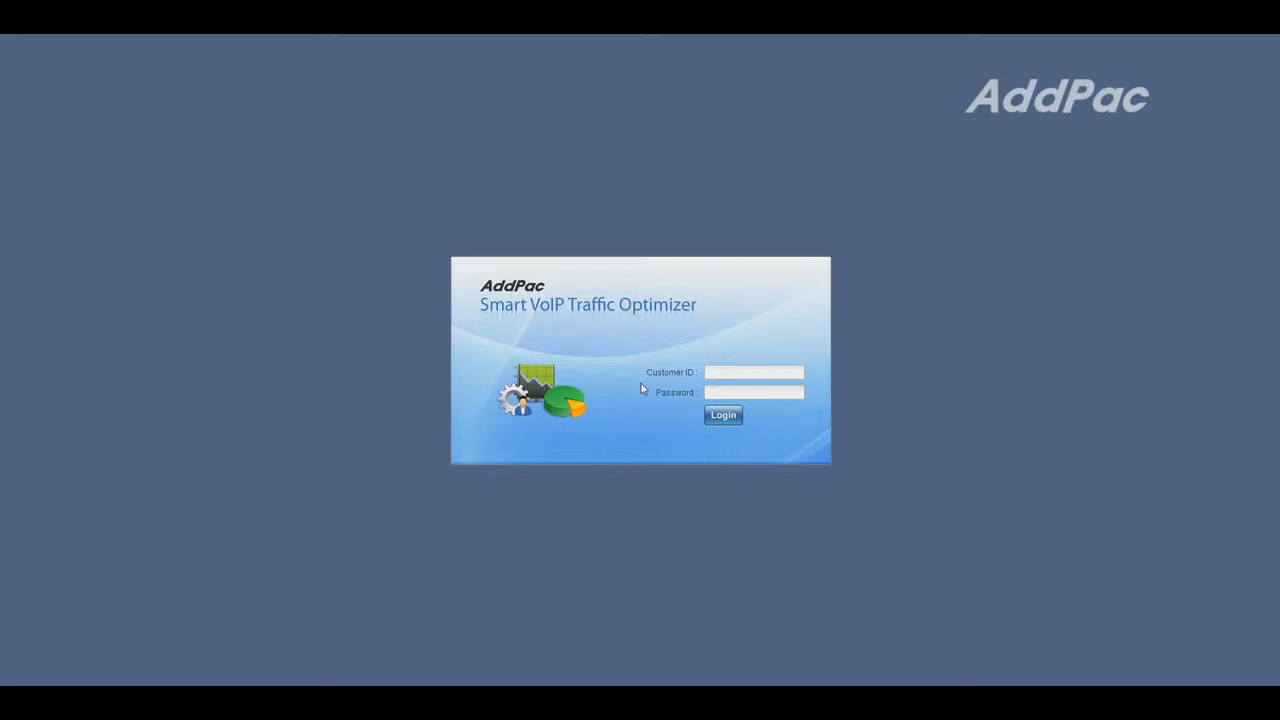 AddPac
AddPac
Smart VoIP Traffic Optimizer
Customer ID :
Password :
Login